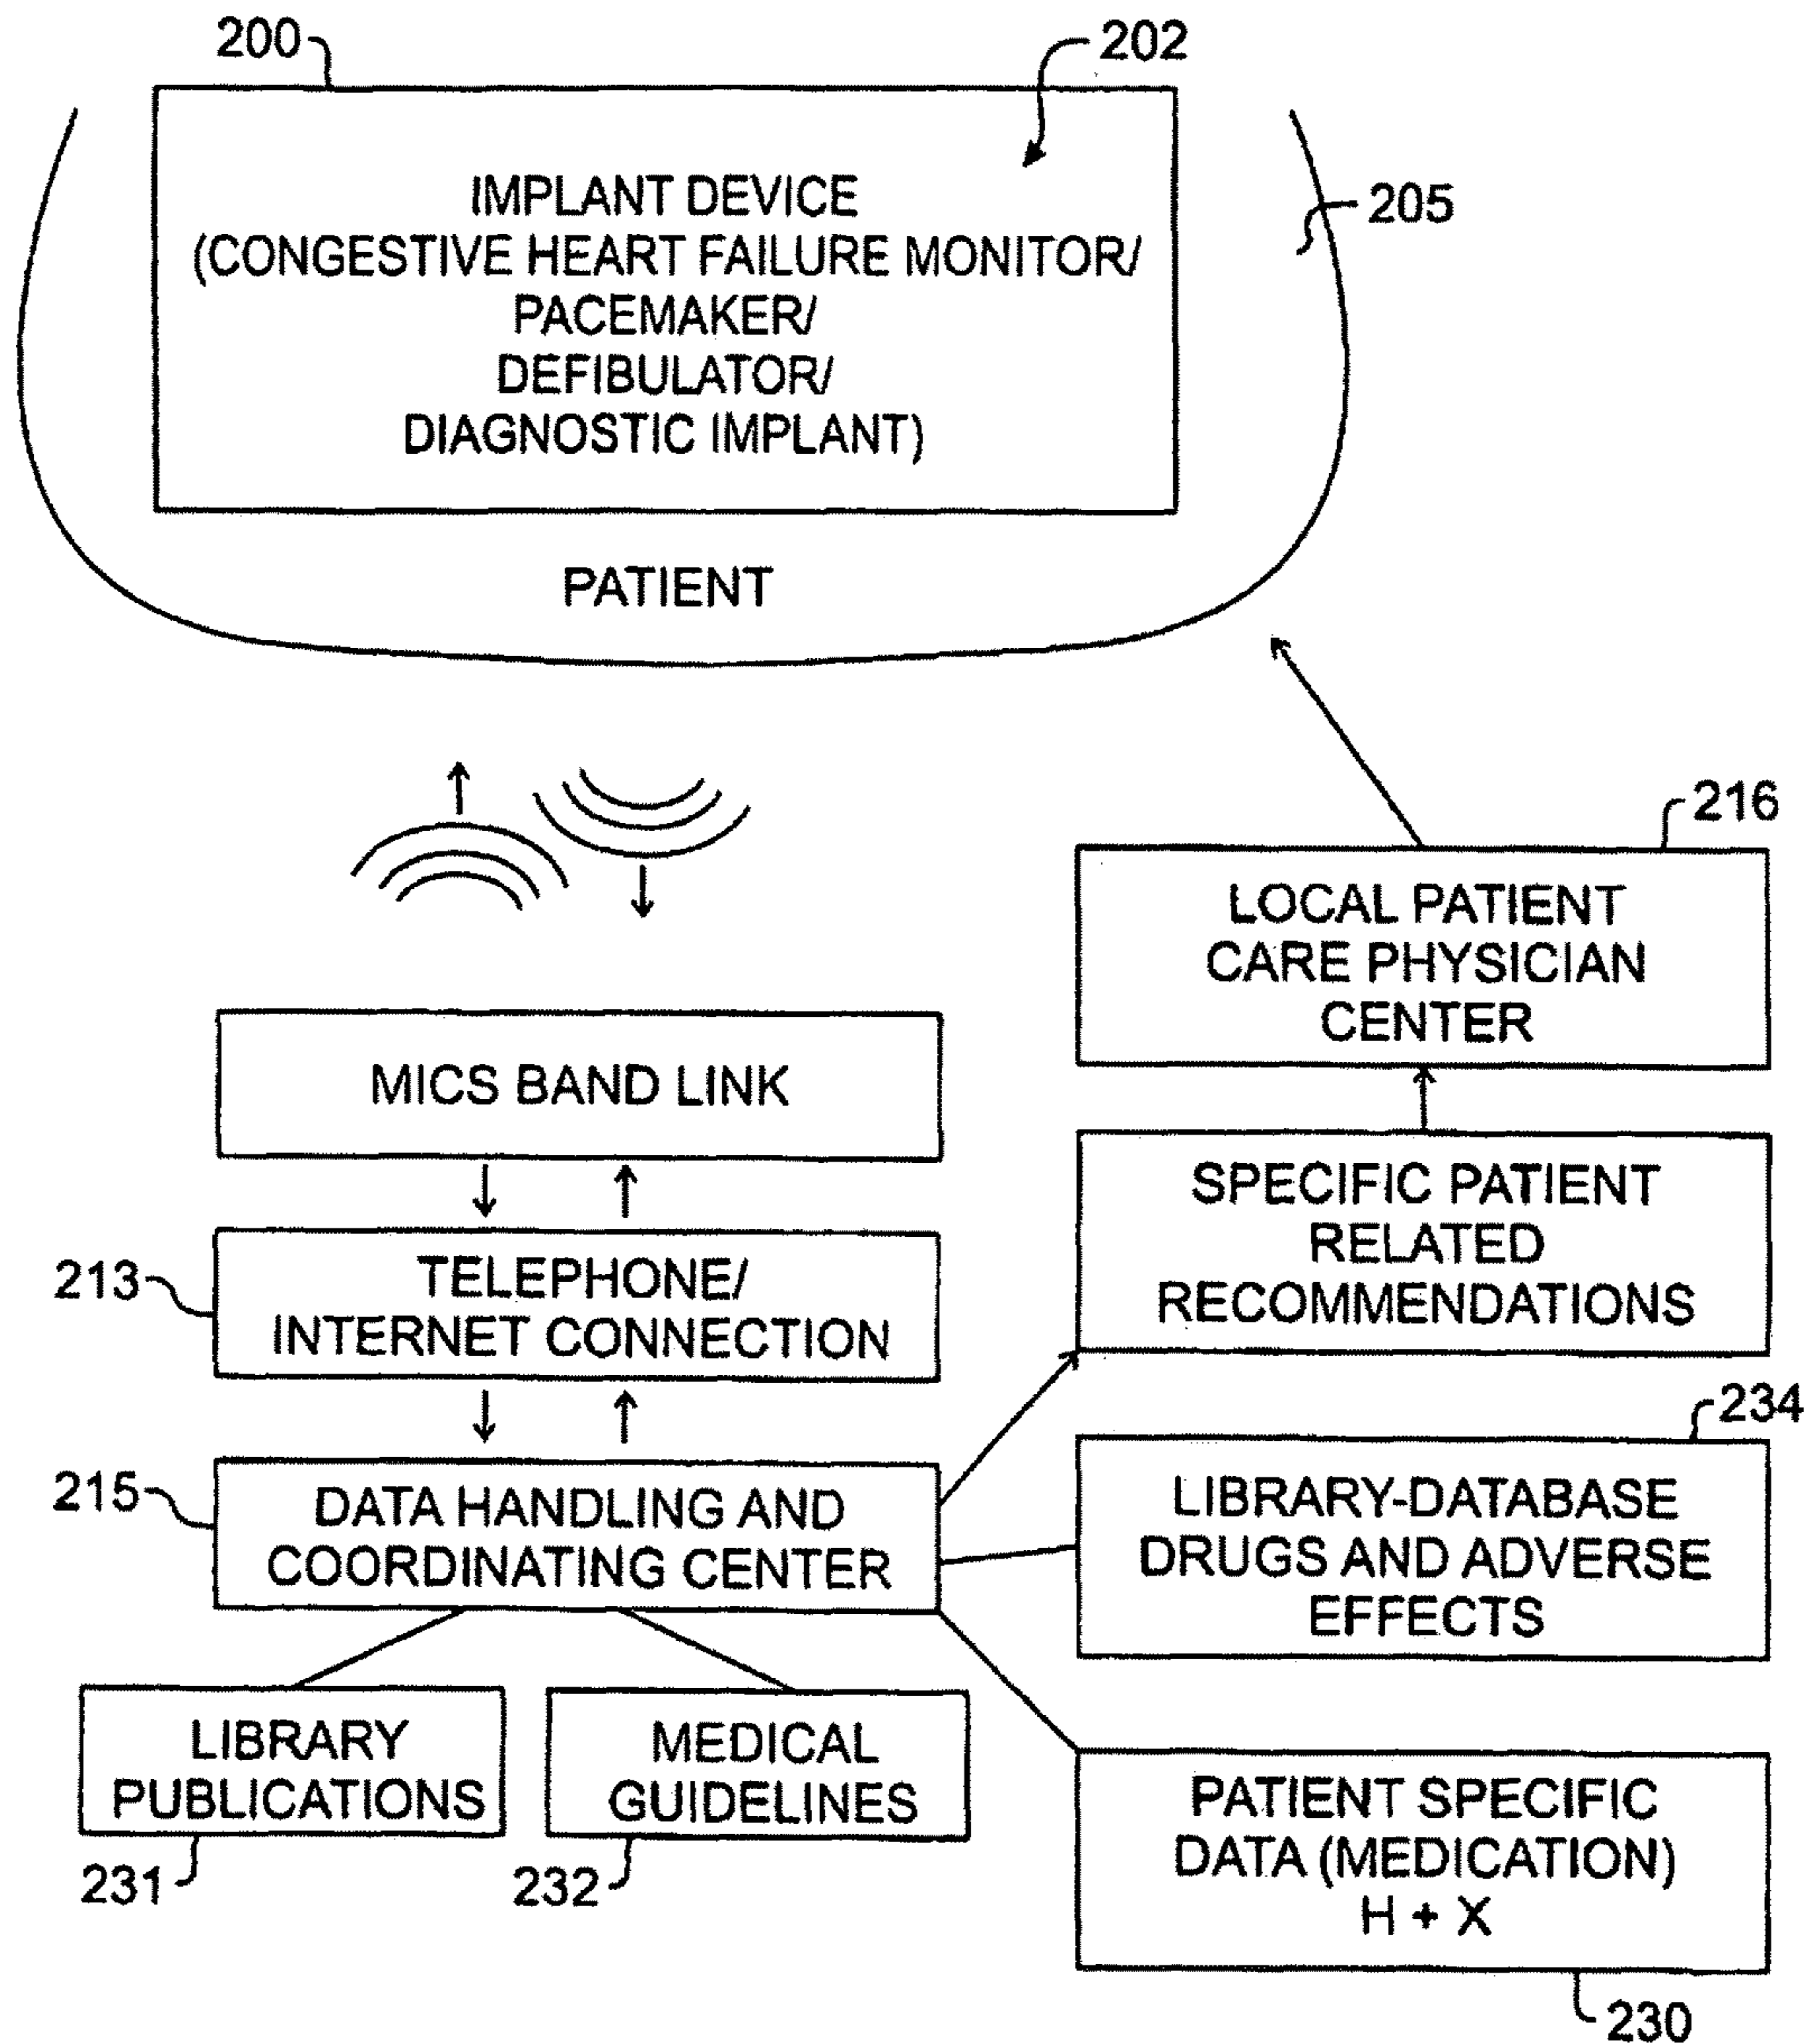 200
202
IMPLANT DEVICE
(CONGESTIVE HEART FAILURE MONITOR/
PACEMAKER/
DEFIBULATOR/
DIAGNOSTIC IMPLANT)
205
PATIENT
216
LOCAL PATIENT
CARE PHYSICIAN
CENTER
MICS BAND LINK
SPECIFIC PATIENT
RELATED
RECOMMENDATIONS
213
TELEPHONE/
INTERNET CONNECTION
234
215
DATA HANDLING AND
COORDINATING CENTER
LIBRARY-DATABASE
DRUGS AND ADVERSE
EFFECTS
LIBRARY
PUBLICATIONS
231
MEDICAL
GUIDELINES
232
PATIENT SPECIFIC
DATA (MEDICATION)
H + X
230